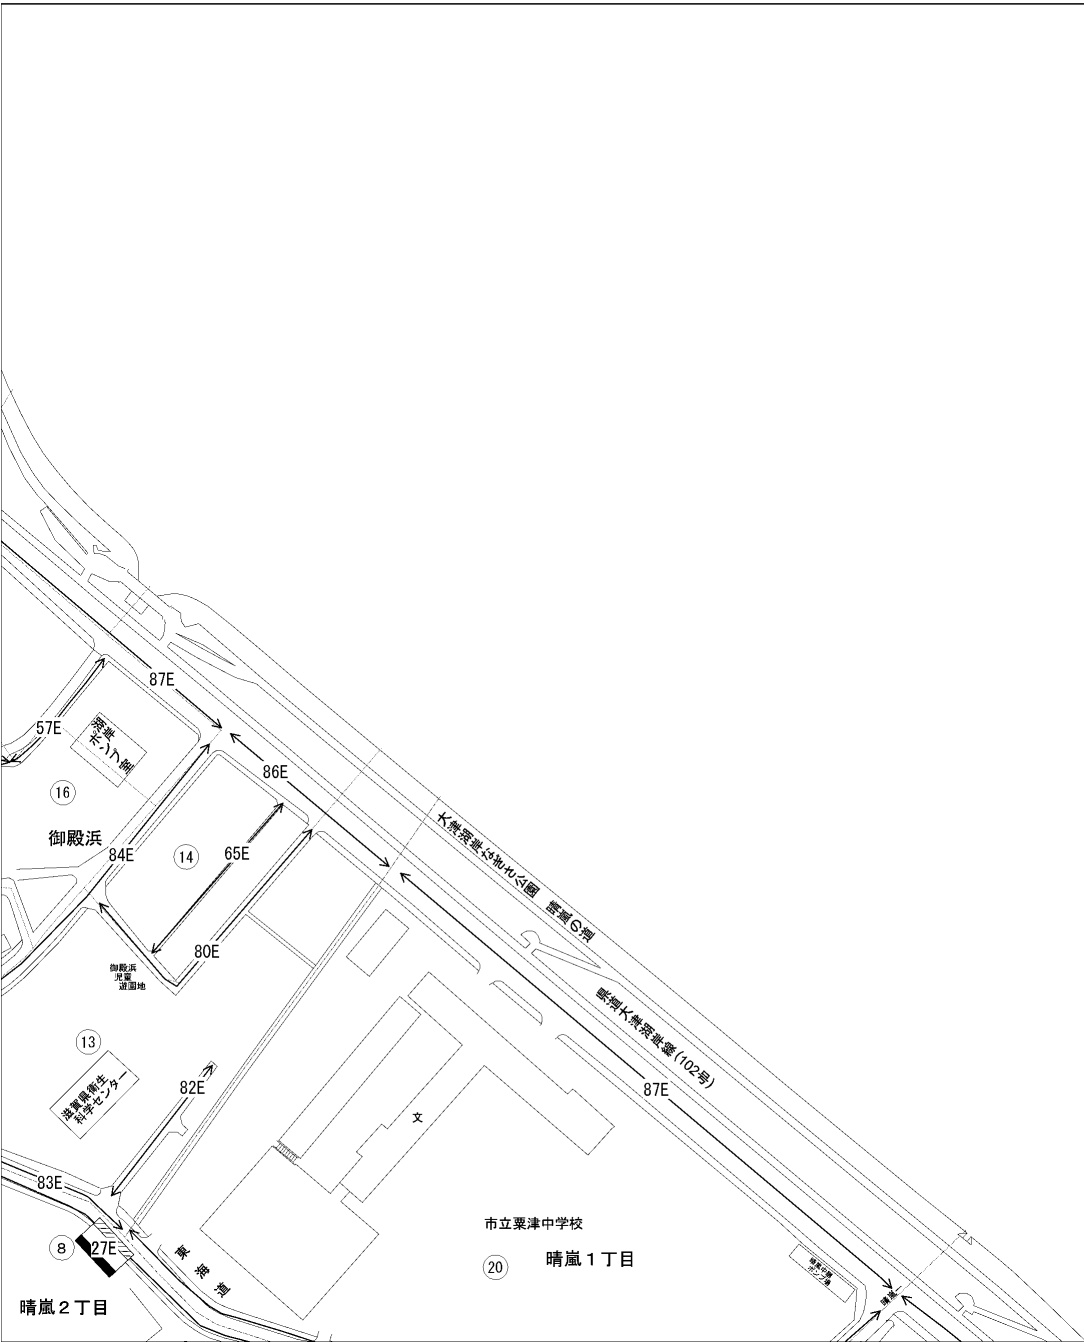 87E
57E
湖岸
ポンプ室
86E
16
御殿浜
84E
14
65E
大津湖岸なぎさ公園　晴嵐の道
80E
御殿浜
児童
遊園地
県道大津湖岸線(102号)
13
滋賀県衛生
科学センター
82E
87E
文
83E
8
27E
東海道
市立粟津中学校
20
晴嵐１丁目
晴嵐２丁目
晴嵐